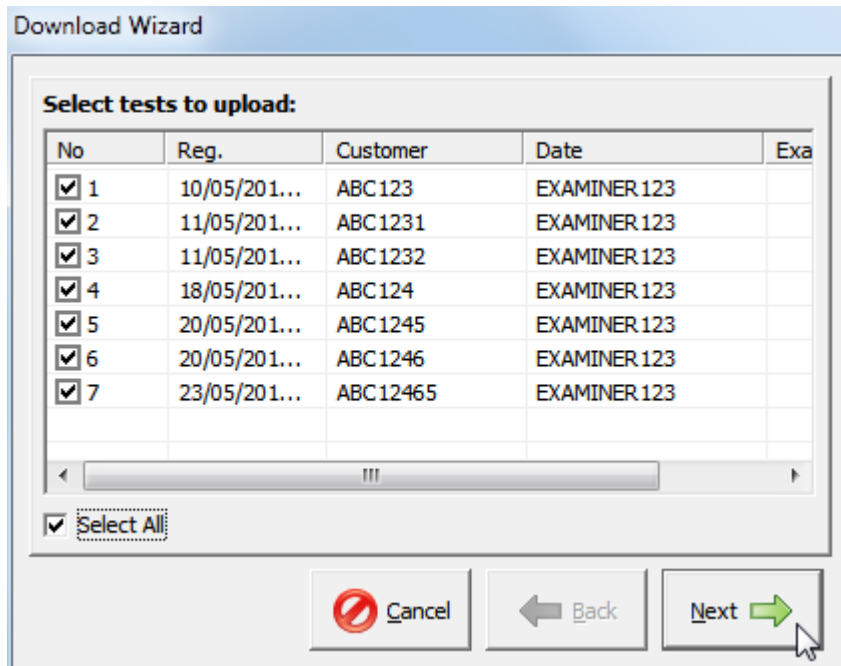 Download Wizard
Select tests to upload:
No Reg. Customer Date Exa
1 10/05/201... ABC123 EXAMINER123
2 11/05/201... ABC1231 EXAMINER123
3 11/05/201... ABC1232 EXAMINER123
4 18/05/201... ABC124 EXAMINER123
5 20/05/201... ABC1245 EXAMINER123
6 20/05/201... ABC1246 EXAMINER123
7 23/05/201... ABC12465 EXAMINER123
Select All
Cancel Back Next